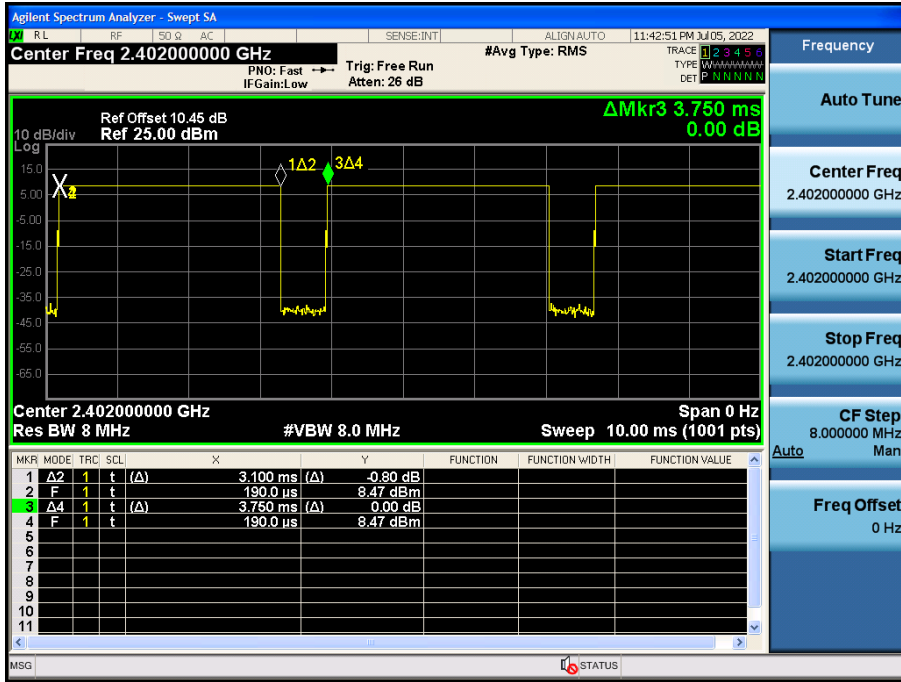 Agilent Spectrum Analyzer - Swept SA
LXI RL RF 50 Ω AC SENSE:INT ALIGN AUTO 11:42:51 PM Jul 05, 2022
Center Freq 2.402000000 GHz
PNO: Fast
IFGain:Low
Trig: Free Run
Atten: 26 dB
#Avg Type: RMS
TRACE 1 2 3 4 5 6
TYPE WWWWWW
DET P N N N N N
Frequency
ΔMkr3 3.750 ms
0.00 dB
Ref Offset 10.45 dB
10 dB/div Ref 25.00 dBm
Log
15.0
5.00
-5.00
-15.0
-25.0
-35.0
-45.0
-55.0
-65.0
1Δ2
3Δ4
Center 2.402000000 GHz Span 0 Hz
Res BW 8 MHz #VBW 8.0 MHz Sweep 10.00 ms (1001 pts)
MKR MODE TRC SCL X Y FUNCTION FUNCTION WIDTH FUNCTION VALUE
1 Δ2 1 t (Δ) 3.100 ms (Δ) -0.80 dB
2 F 1 t 190.0 µs 8.47 dBm
3 Δ4 1 t (Δ) 3.750 ms (Δ) 0.00 dB
4 F 1 t 190.0 µs 8.47 dBm
5
6
7
8
9
10
11
MSG STATUS
Auto Tune
Center Freq
2.402000000 GHz
Start Freq
2.402000000 GHz
Stop Freq
2.402000000 GHz
CF Step
8.000000 MHz
Auto Man
Freq Offset
0 Hz